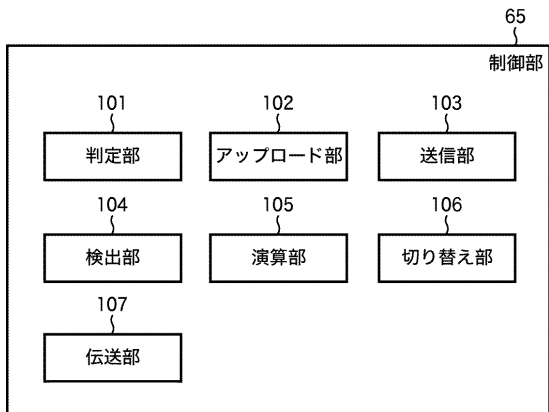 65
制御部
101
102
103
判定部
アップロード部
送信部
104
105
106
検出部
演算部
切り替え部
107
伝送部